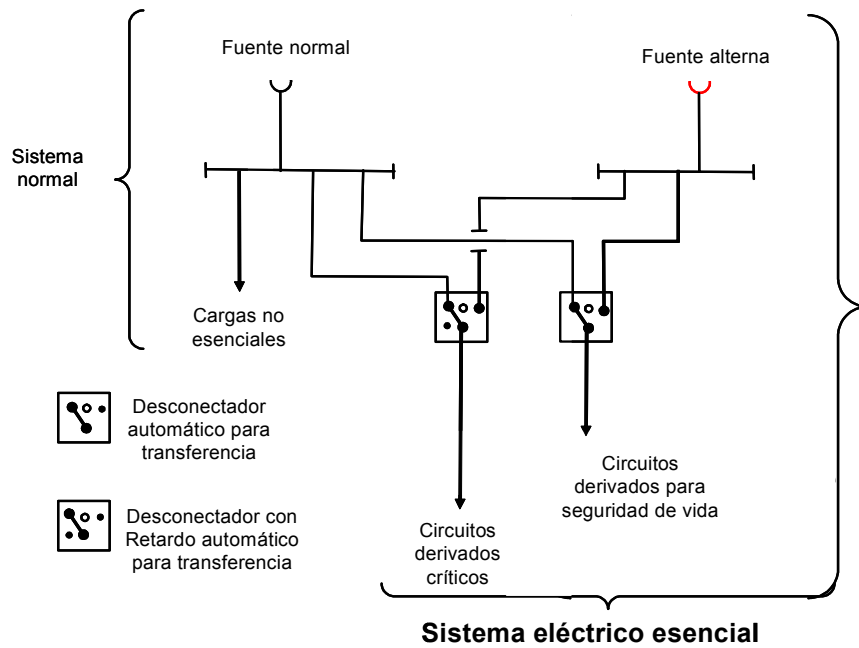 Fuente normal
Fuente alterna
Sistema
normal
Cargas no
esenciales
Desconectador
automático para
transferencia
Desconectador con
Retardo automático
para transferencia
Circuitos
derivados
críticos
Circuitos
derivados para
seguridad de vida
Sistema eléctrico esencial